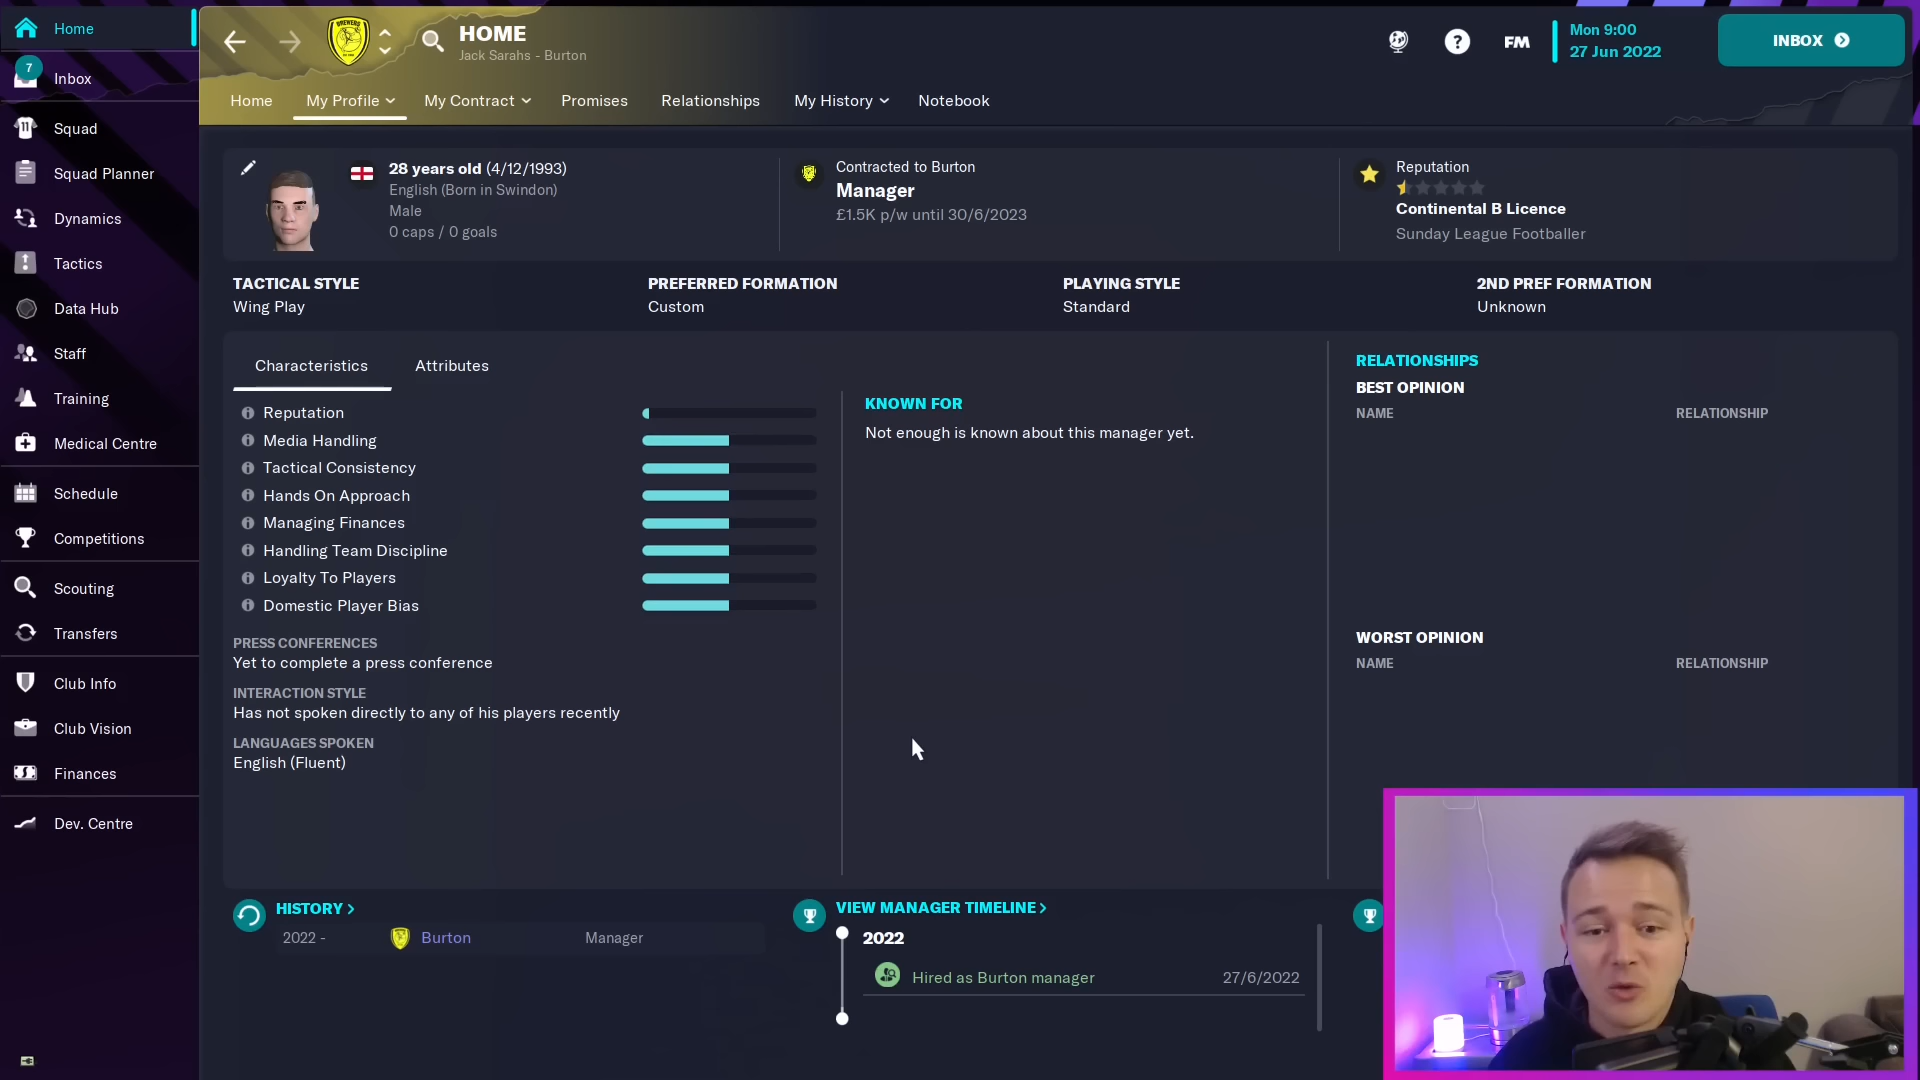 Home
7
Inbox
Squad
Squad Planner
Dynamics
Tactics
Data Hub
Staff
Training
Medical Centre
Schedule
Competitions
Scouting
Transfers
Club Info
Club Vision
Finances
Dev. Centre
BREWERS
HOME
Jack Sarahs - Burton
?
FM
Mon 9:00
27 Jun 2022
INBOX
Home
My Profile
My Contract
Promises
Relationships
My History
Notebook
28 years old (4/12/1993)
English (Born in Swindon)
Male
0 caps / 0 goals
Contracted to Burton
Manager
£1.5K p/w until 30/6/2023
Reputation
Continental B Licence
Sunday League Footballer
TACTICAL STYLE
Wing Play
PREFERRED FORMATION
Custom
PLAYING STYLE
Standard
2ND PREF FORMATION
Unknown
Characteristics
Attributes
Reputation
Media Handling
Tactical Consistency
Hands On Approach
Managing Finances
Handling Team Discipline
Loyalty To Players
Domestic Player Bias
PRESS CONFERENCES
Yet to complete a press conference
INTERACTION STYLE
Has not spoken directly to any of his players recently
LANGUAGES SPOKEN
English (Fluent)
KNOWN FOR
Not enough is known about this manager yet.
RELATIONSHIPS
BEST OPINION
NAME RELATIONSHIP
WORST OPINION
NAME RELATIONSHIP
HISTORY
2022 - Burton Manager
VIEW MANAGER TIMELINE
2022
Hired as Burton manager 27/6/2022